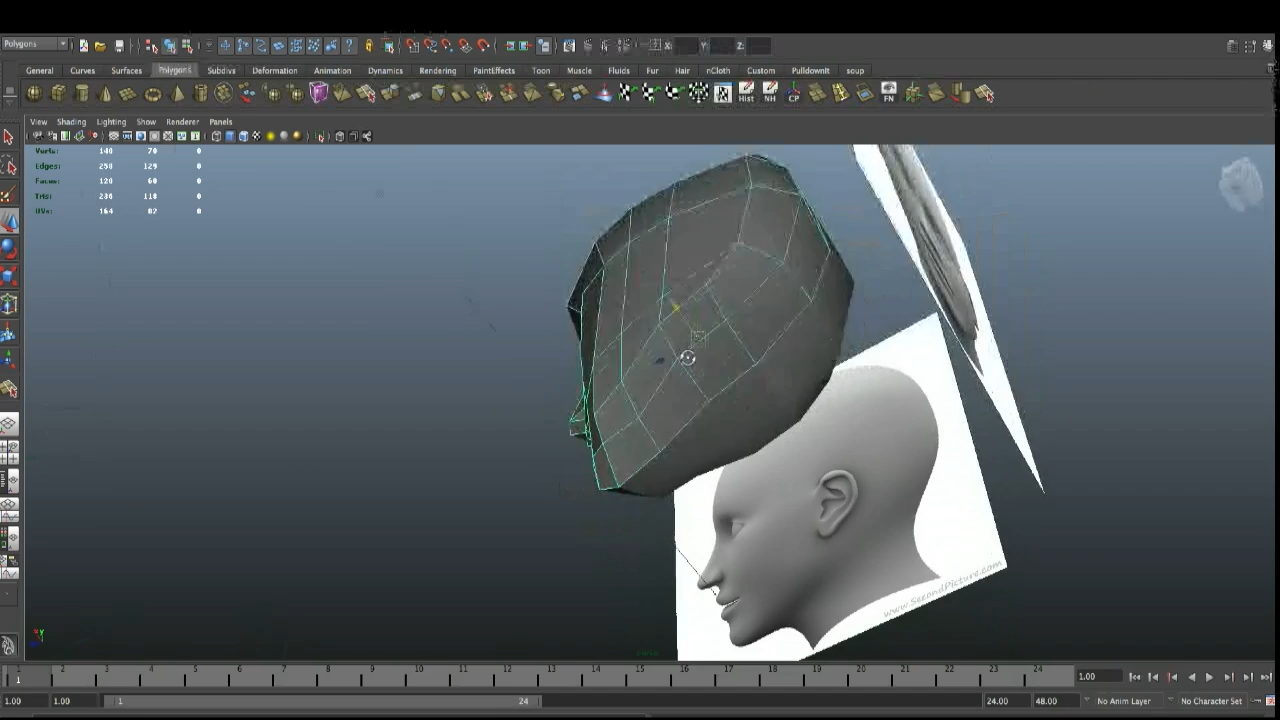 Polygons X: Y: Z:
General Curves Surfaces Polygons Subdivs Deformation Animation Dynamics Rendering PaintEffects Toon Muscle Fluids Fur Hair nCloth Custom PulldownIt soup
Hist NH CP FN
View Shading Lighting Show Renderer Panels
Verts: 140 70 0
Edges: 258 129 0
Faces: 120 60 0
Tris: 236 118 0
UVs: 164 82 0
www.SecondPicture.com
Y
persp
1 2 3 4 5 6 7 8 9 10 11 12 13 14 15 16 17 18 19 20 21 22 23 24
1 1.00
1.00 1.00 1 24 24.00 48.00 No Anim Layer No Character Set